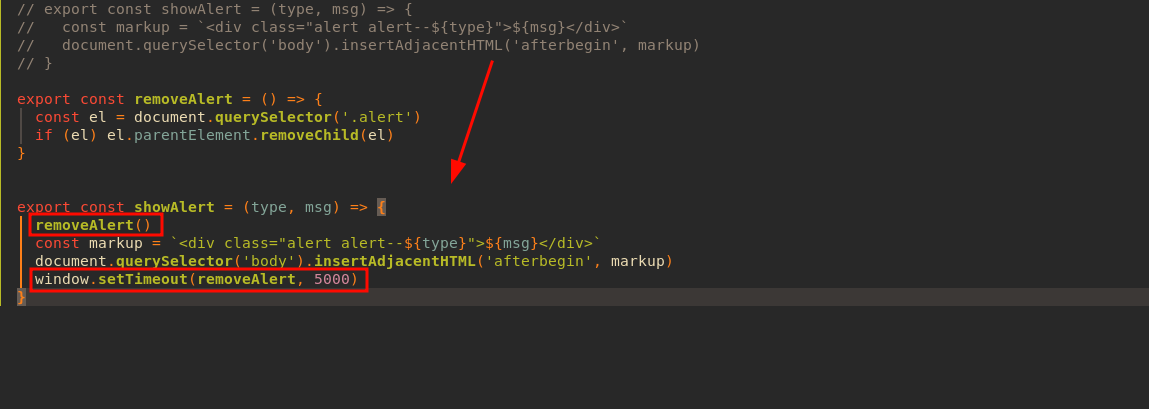 // export const showAlert = (type, msg) => {
//   const markup = `<div class="alert alert--${type}">${msg}</div>`
//   document.querySelector('body').insertAdjacentHTML('afterbegin', markup)
// }
export const removeAlert = () => {
  const el = document.querySelector('.alert')
  if (el) el.parentElement.removeChild(el)
}
export const showAlert = (type, msg) => {
  removeAlert()
  const markup = `<div class="alert alert--${type}">${msg}</div>`
  document.querySelector('body').insertAdjacentHTML('afterbegin', markup)
  window.setTimeout(removeAlert, 5000)
}